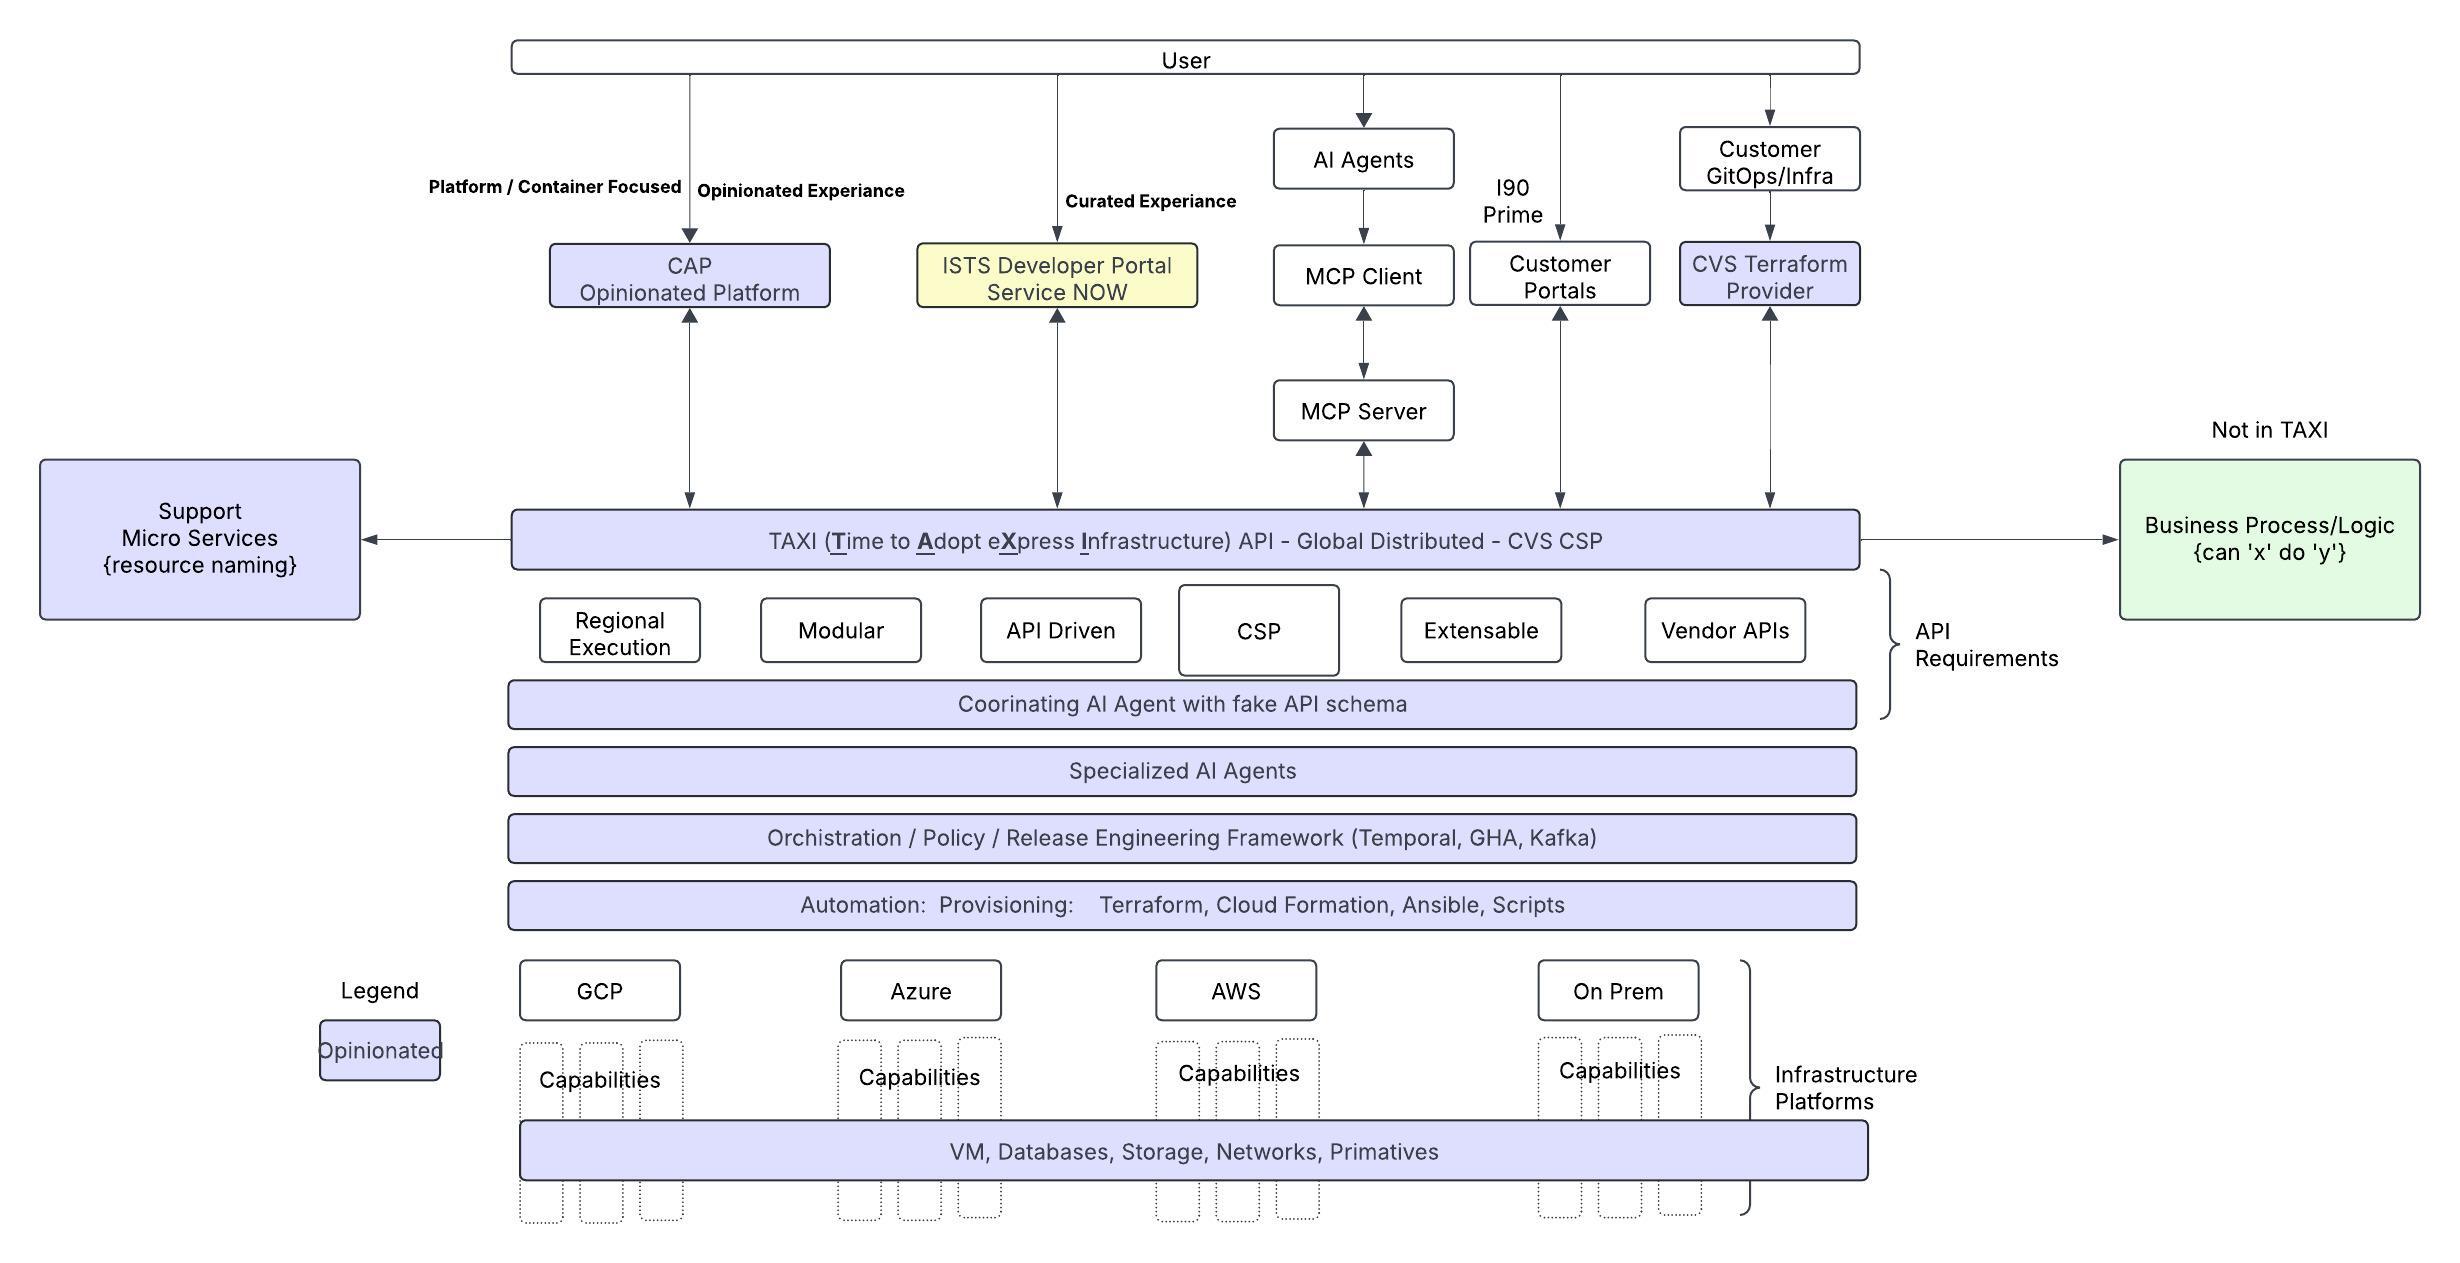 User
AI Agents
Customer
GitOps/Infra
Platform / Container Focused
Opinionated Experiance
Curated Experiance
I90
Prime
CAP
Opinionated Platform
ISTS Developer Portal
Service NOW
MCP Client
Customer
Portals
CVS Terraform
Provider
MCP Server
Not in TAXI
Support
Micro Services
{resource naming}
TAXI (Time to Adopt eXpress Infrastructure) API - Global Distributed - CVS CSP
Business Process/Logic
{can 'x' do 'y'}
Regional
Execution
Modular
API Driven
CSP
Extensable
Vendor APIs
API
Requirements
Coorinating AI Agent with fake API schema
Specialized AI Agents
Orchistration / Policy / Release Engineering Framework (Temporal, GHA, Kafka)
Automation: Provisioning: Terraform, Cloud Formation, Ansible, Scripts
Legend
Opinionated
GCP
Azure
AWS
On Prem
Capabilities
Capabilities
Capabilities
Capabilities
Infrastructure
Platforms
VM, Databases, Storage, Networks, Primatives